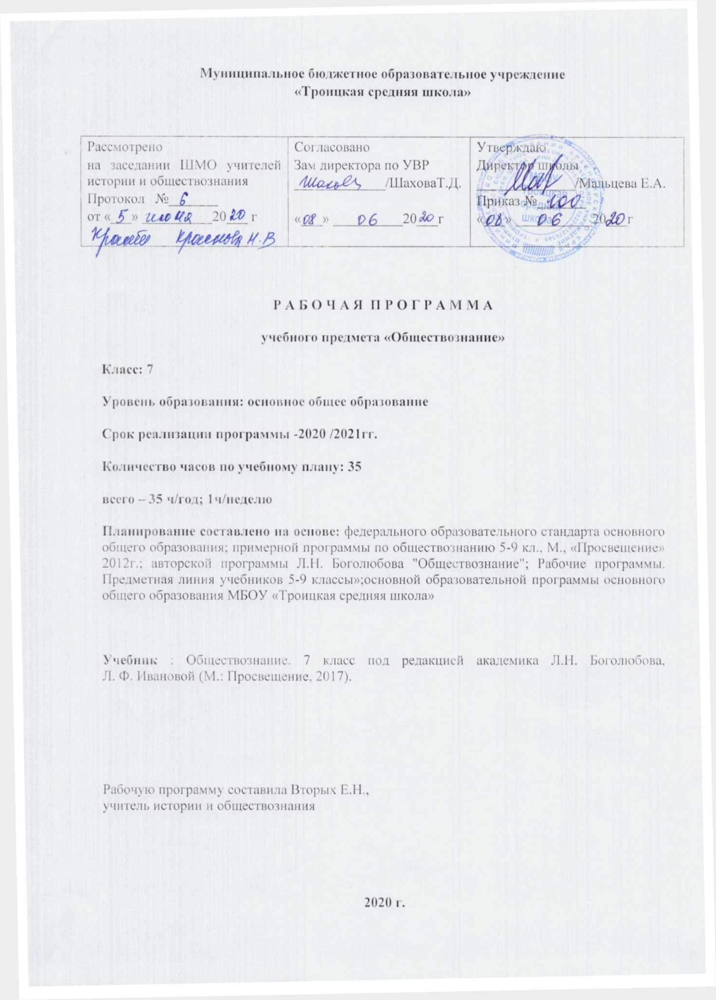 Муниципальное бюджетное образовательное учреждение
«Троицкая средняя школа»
Рассмотрено
на заседании ШМО учителей
истории и обществознания
Протокол № 6
от «5» июня 2020 г
Краснова Н.В
Согласовано
Зам директора по УВР
/ШаховаТ.Д.
«08» 06 2020 г
Утверждаю
Директор школы
/Мальцева Е.А.
Приказ № 100
«08» 06 2020 г
Троицкая
средняя
школа
Р А Б О Ч А Я П Р О Г Р А М М А
учебного предмета «Обществознание»
Класс: 7
Уровень образования: основное общее образование
Срок реализации программы -2020 /2021гг.
Количество часов по учебному плану: 35
всего – 35 ч/год; 1ч/неделю
Планирование составлено на основе: федерального образовательного стандарта основного
общего образования; примерной программы по обществознанию 5-9 кл., М., «Просвещение»
2012г.; авторской программы Л.Н. Боголюбова "Обществознание"; Рабочие программы.
Предметная линия учебников 5-9 классы»;основной образовательной программы основного
общего образования МБОУ «Троицкая средняя школа»
Учебник : Обществознание. 7 класс под редакцией академика Л.Н. Боголюбова,
Л. Ф. Ивановой (М.: Просвещение, 2017).
Рабочую программу составила Вторых Е.Н.,
учитель истории и обществознания
2020 г.